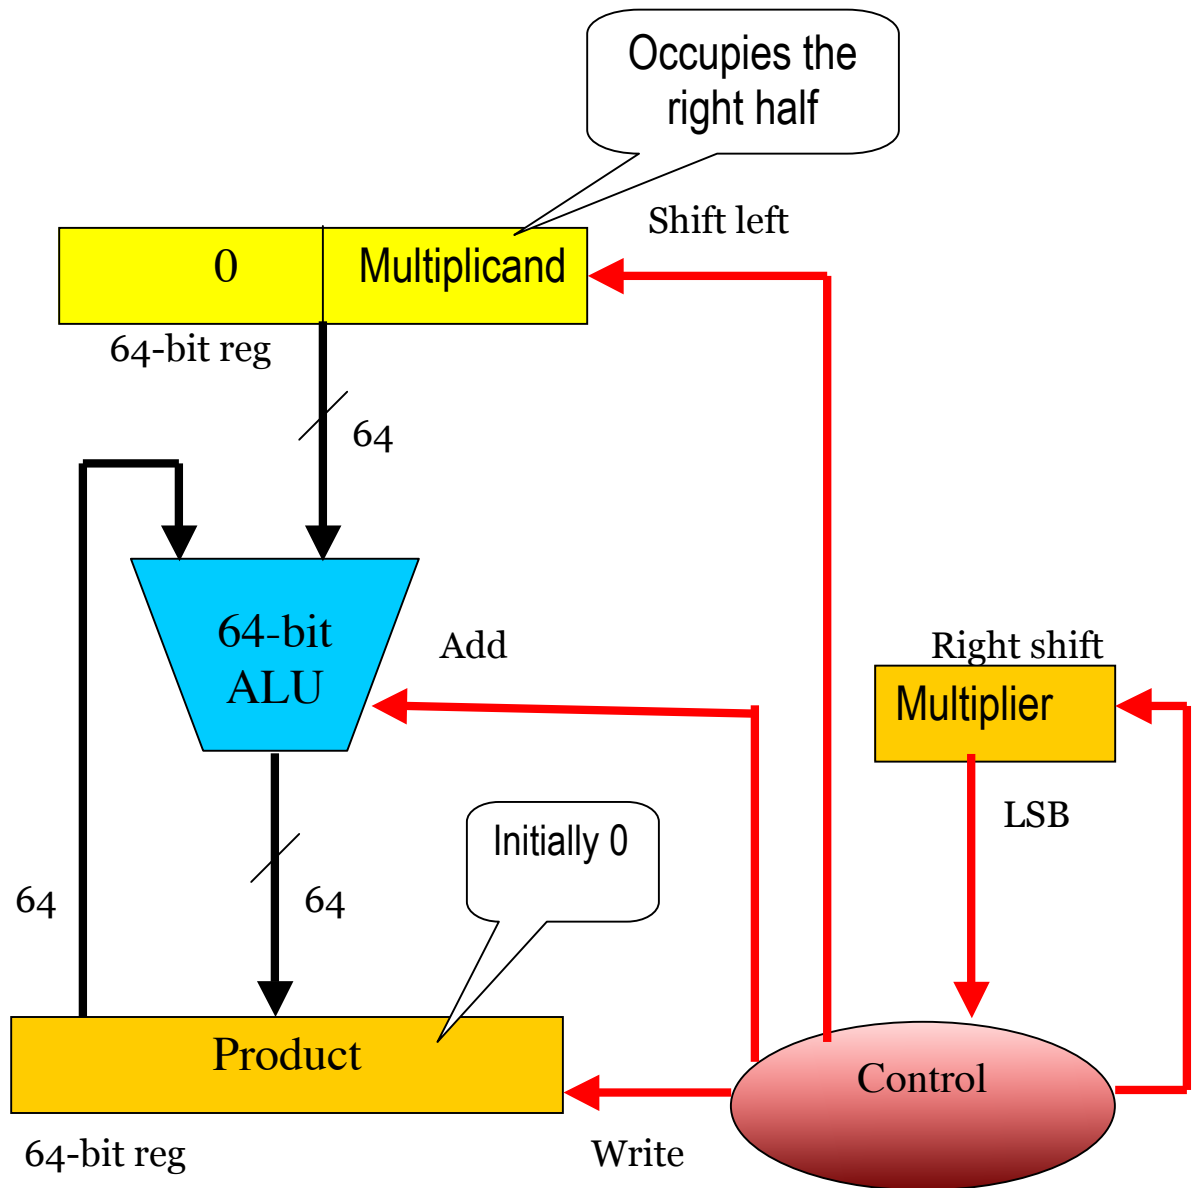 Occupies the
right half
Shift left
0
Multiplicand
64-bit reg
64
64-bit
ALU
Add
Right shift
Multiplier
LSB
Initially 0
64
64
Product
Control
64-bit reg
Write